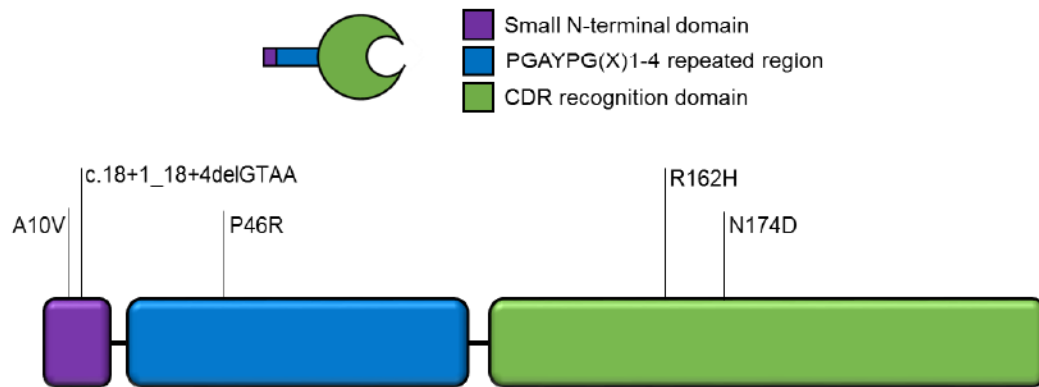 Small N-terminal domain
PGAYPG(X)1-4 repeated region
CDR recognition domain
c.18+1_18+4delGTAA
R162H
A10V
P46R
N174D